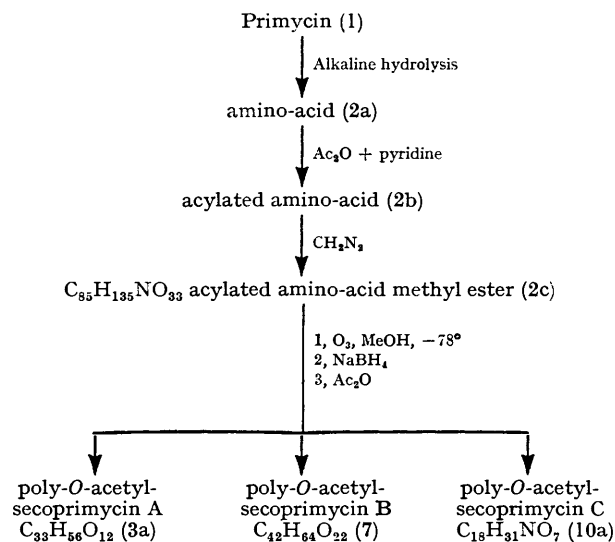 Primycin (1)
Alkaline hydrolysis
amino-acid (2a)
Ac₂O + pyridine
acylated amino-acid (2b)
CH₂N₂
C₈₅H₁₃₅NO₃₃ acylated amino-acid methyl ester (2c)
1, O₃, MeOH, −78°
2, NaBH₄
3, Ac₂O
poly-O-acetyl- poly-O-acetyl- poly-O-acetyl-
secoprimycin A secoprimycin B secoprimycin C
C₃₃H₅₆O₁₂ (3a) C₄₂H₆₄O₂₂ (7) C₁₈H₃₁NO₇ (10a)